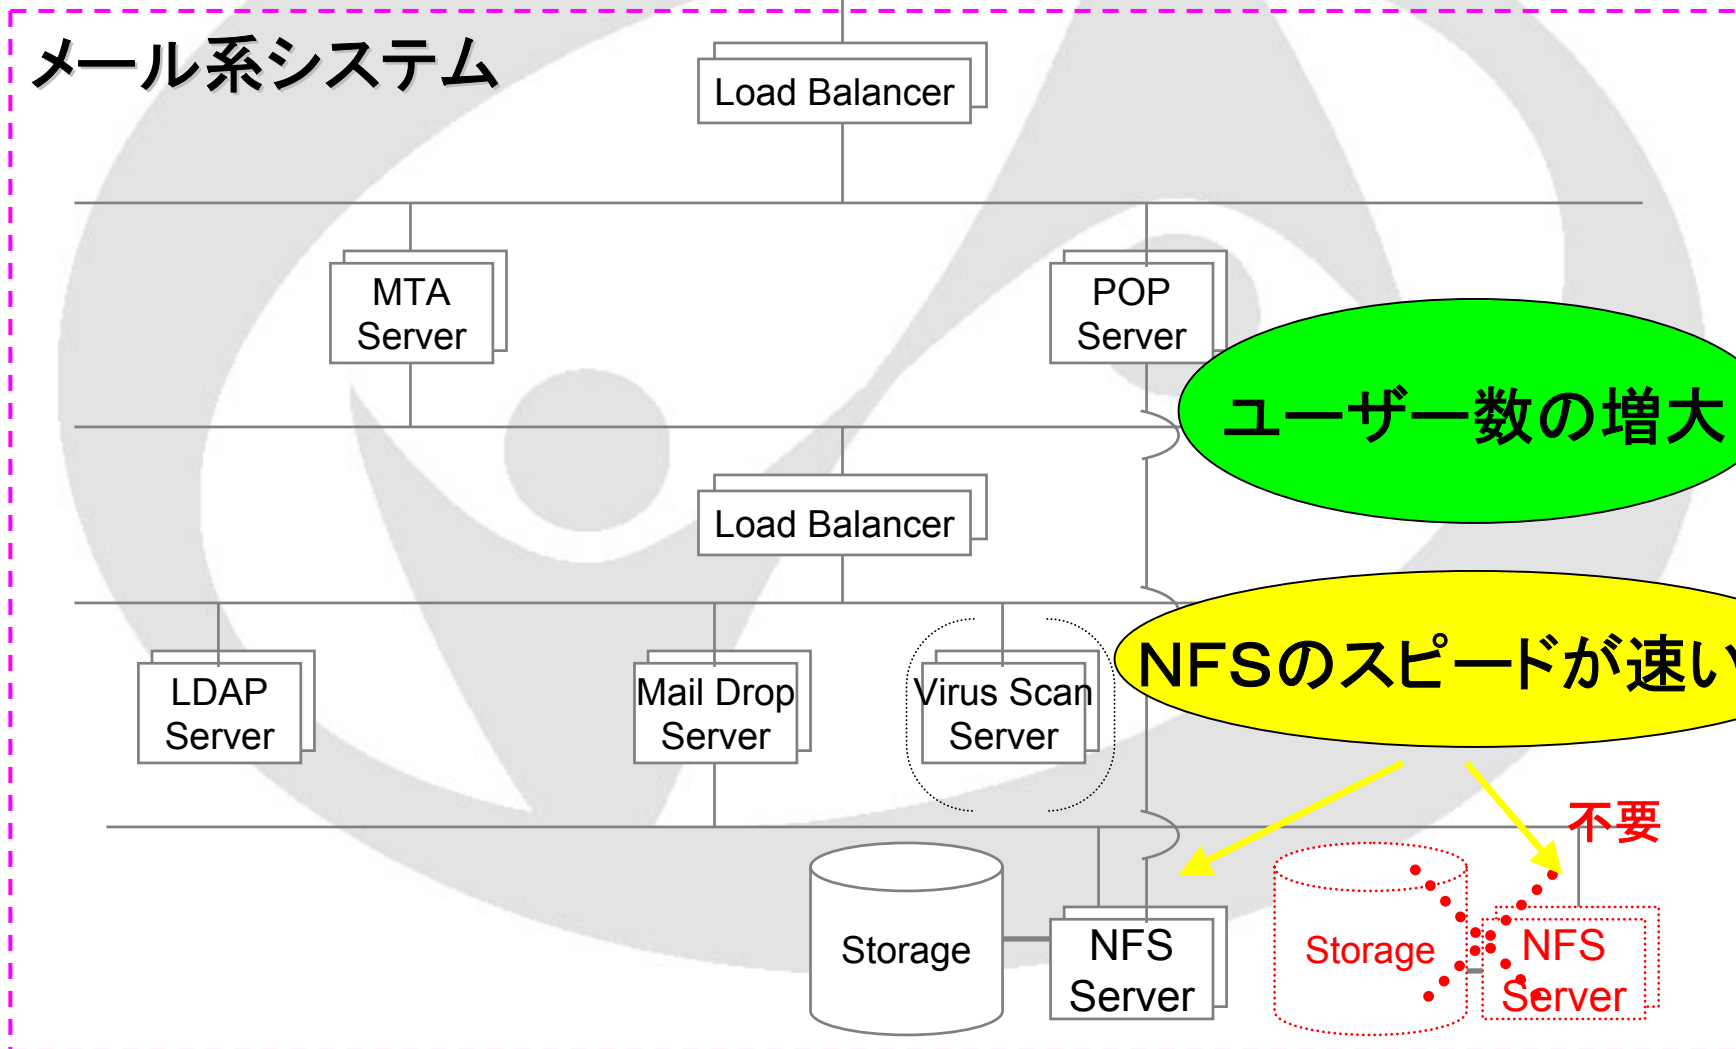 メール系システム
Load Balancer
MTA
Server
POP
Server
ユーザー数の増大
Load Balancer
NFSのスピードが速い
LDAP
Server
Mail Drop
Server
Virus Scan
Server
不要
Storage
NFS
Server
Storage
NFS
Server